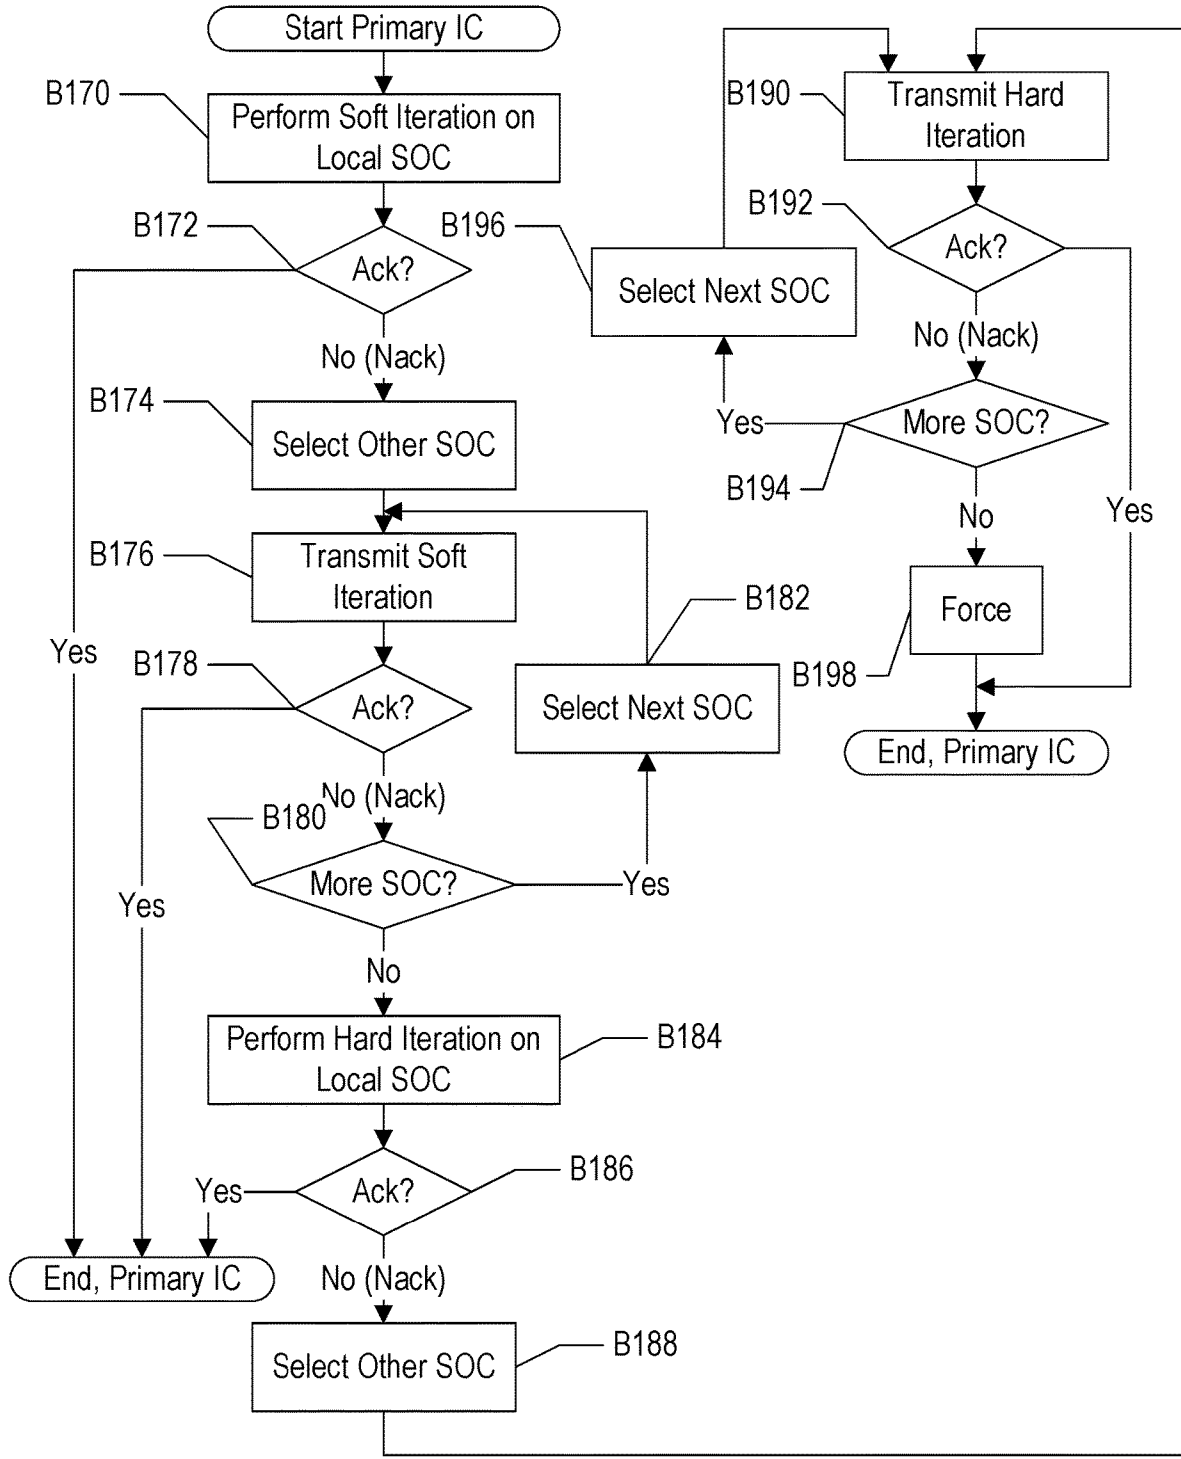 Start Primary IC
B170
Perform Soft Iteration on
Local SOC
B172
Ack?
No (Nack)
B174
Select Other SOC
B176
Transmit Soft
Iteration
B182
Yes
B178
Ack?
Select Next SOC
No (Nack)
B180
More SOC?
Yes
Yes
No
Perform Hard Iteration on
Local SOC
B184
Ack?
B186
Yes
End, Primary IC
No (Nack)
Select Other SOC
B188
B190
Transmit Hard
Iteration
B192
Ack?
B196
Select Next SOC
No (Nack)
Yes
More SOC?
B194
No
Yes
Force
B198
End, Primary IC